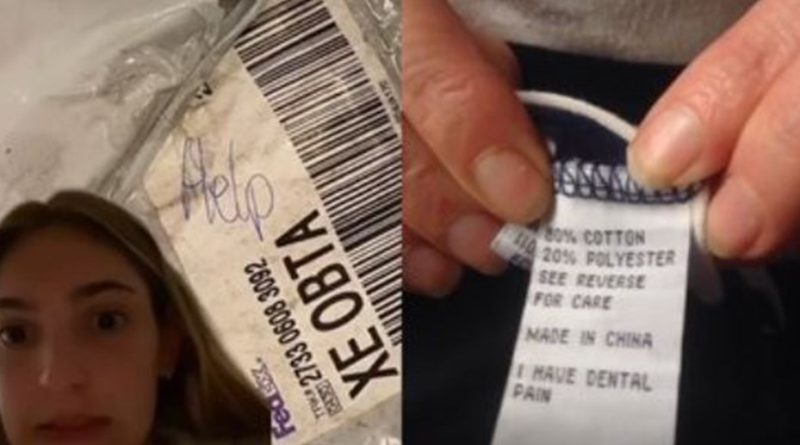 Help
XE OBTA
TRK# 2733 0608 3092
FedEx
80% COTTON
20% POLYESTER
SEE REVERSE
FOR CARE
MADE IN CHINA
I HAVE DENTAL
PAIN